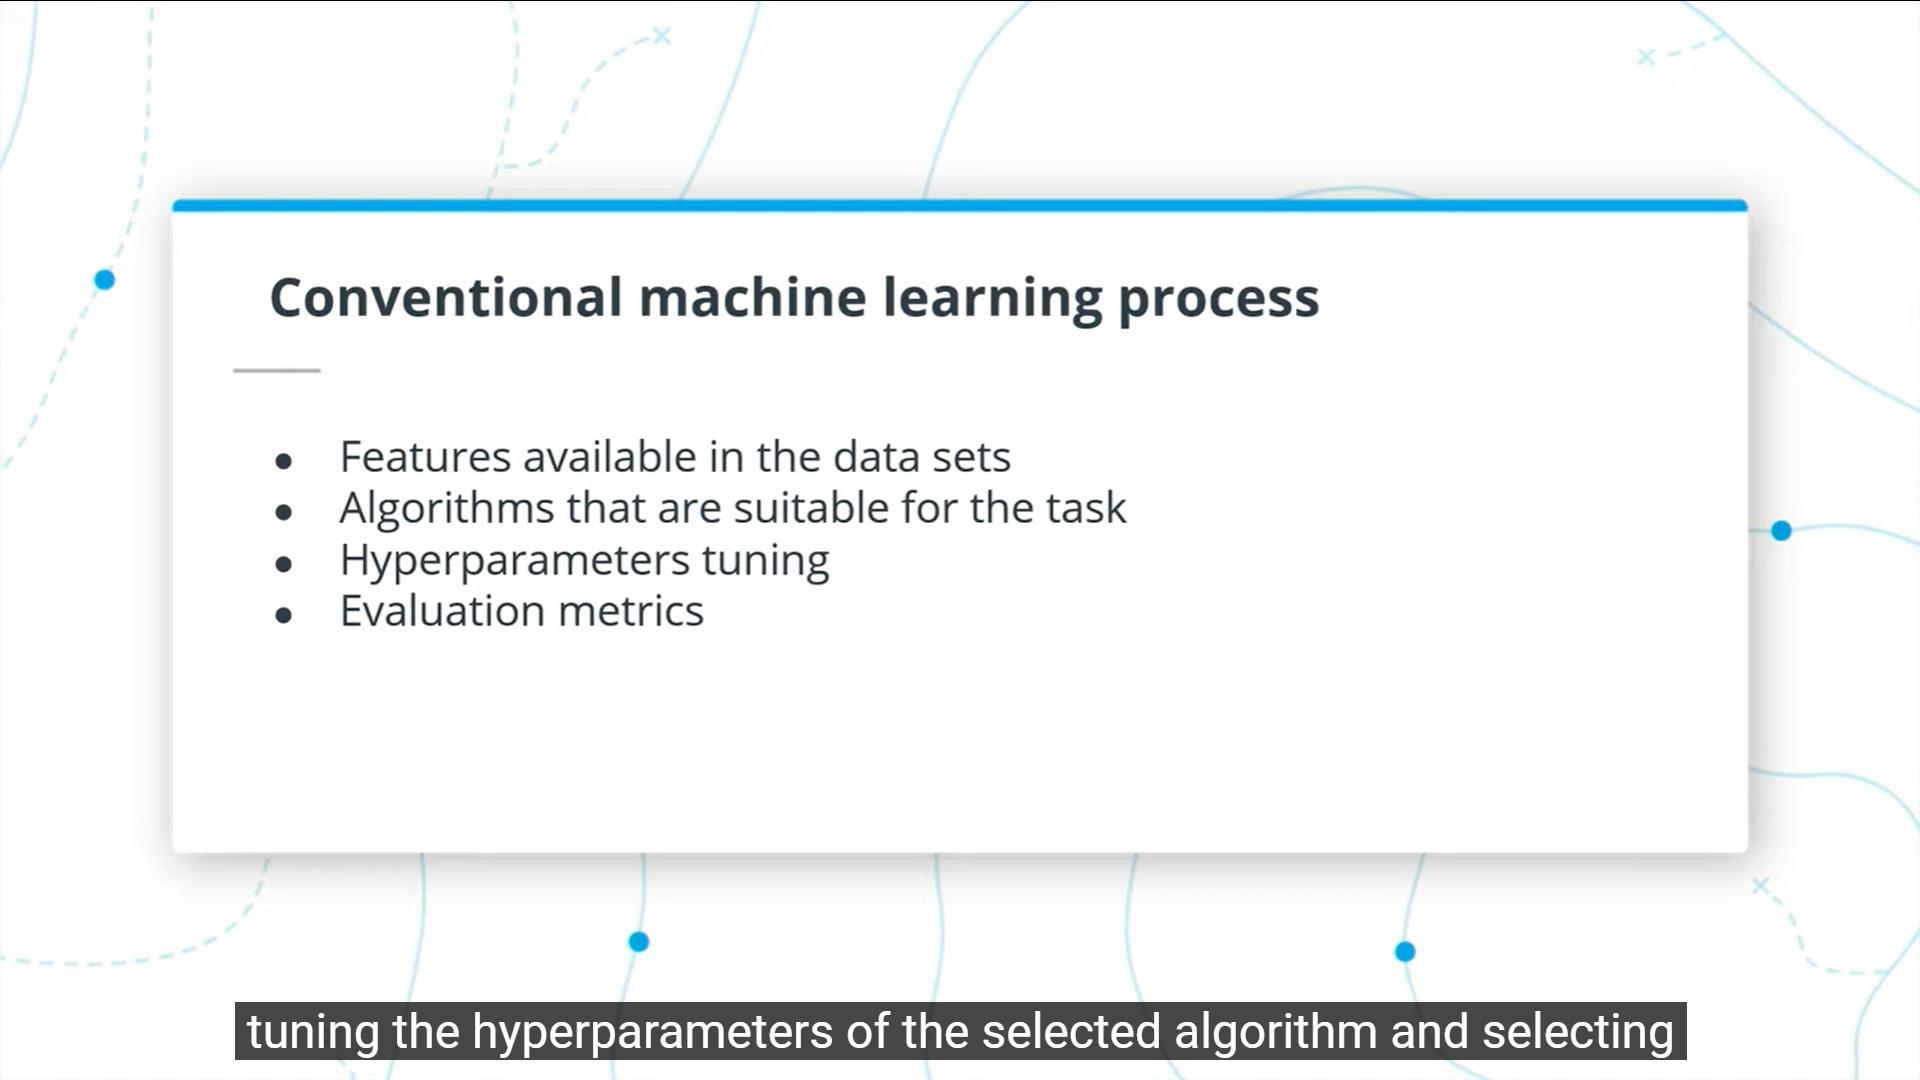 Conventional machine learning process
● Features available in the data sets
● Algorithms that are suitable for the task
● Hyperparameters tuning
● Evaluation metrics
tuning the hyperparameters of the selected algorithm and selecting